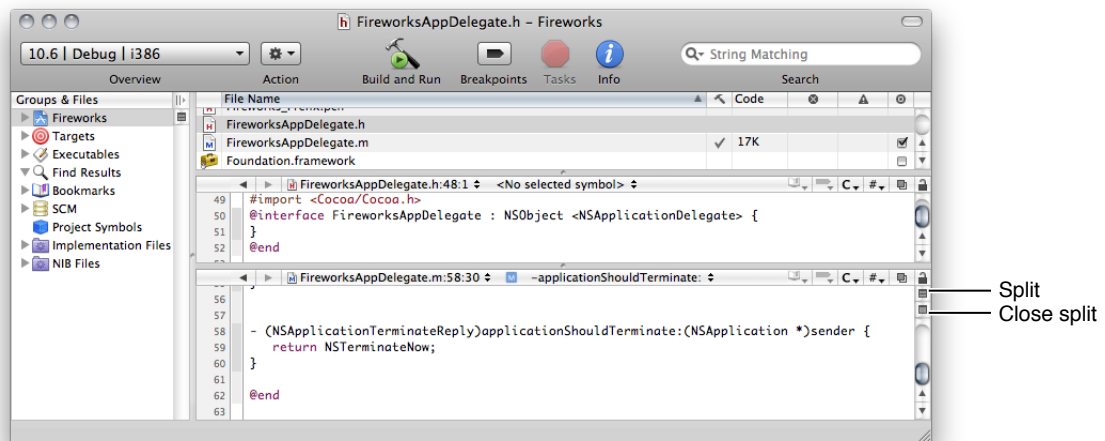 FireworksAppDelegate.h – Fireworks
10.6 | Debug | i386
String Matching
Overview Action Build and Run Breakpoints Tasks Info Search
Groups & Files File Name Code
Fireworks Fireworks_Prefix.pch
FireworksAppDelegate.h
Targets
FireworksAppDelegate.m 17K
Executables
Foundation.framework
Find Results
FireworksAppDelegate.h:48:1 <No selected symbol> C #
Bookmarks
49 #import <Cocoa/Cocoa.h>
SCM
50 @interface FireworksAppDelegate : NSObject <NSApplicationDelegate> {
Project Symbols
51 }
Implementation Files
52 @end
NIB Files
FireworksAppDelegate.m:58:30 M -applicationShouldTerminate: C #
Split
56
Close split
57
58 - (NSApplicationTerminateReply)applicationShouldTerminate:(NSApplication *)sender {
59 return NSTerminateNow;
60 }
61
62 @end
63